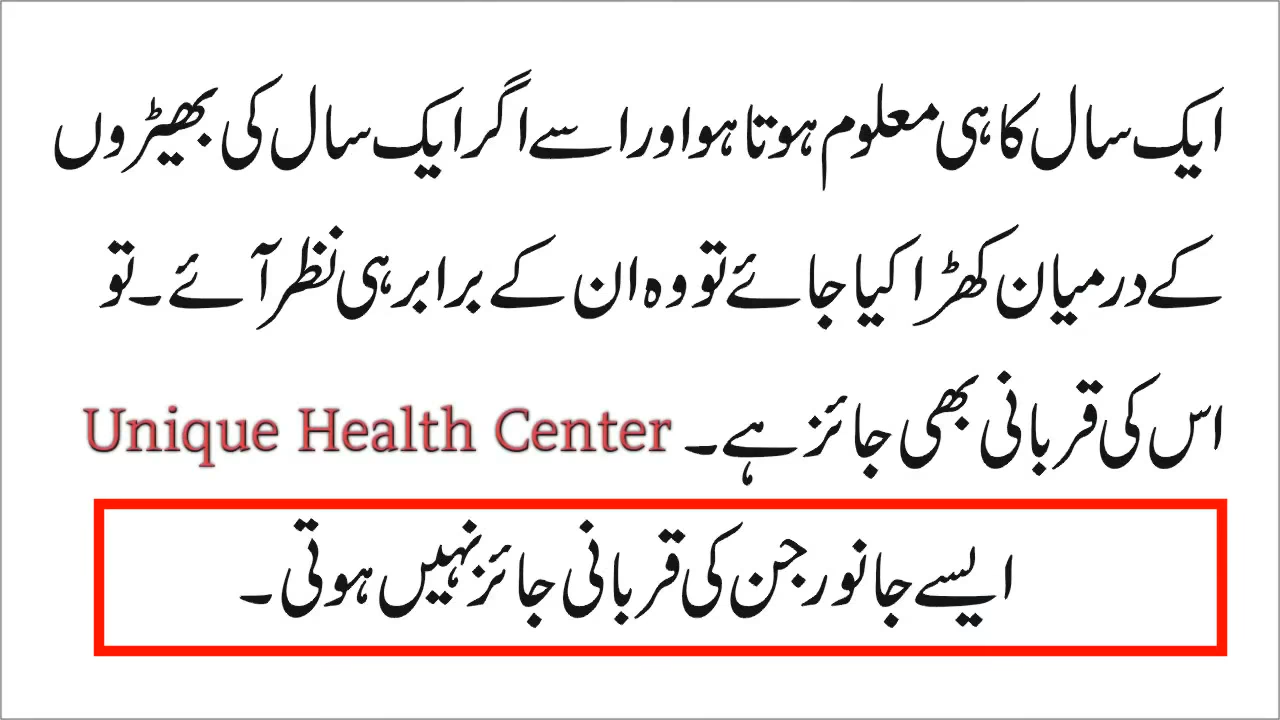 ایک سال کا ہی معلوم ہوتا ہو اور اسے اگر ایک سال کی بھیڑوں
کے درمیان کھڑا کیا جائے تو وہ ان کے برابر ہی نظر آئے۔ تو
اس کی قربانی بھی جائز ہے۔ Unique Health Center
ایسے جانور جن کی قربانی جائز نہیں ہوتی۔